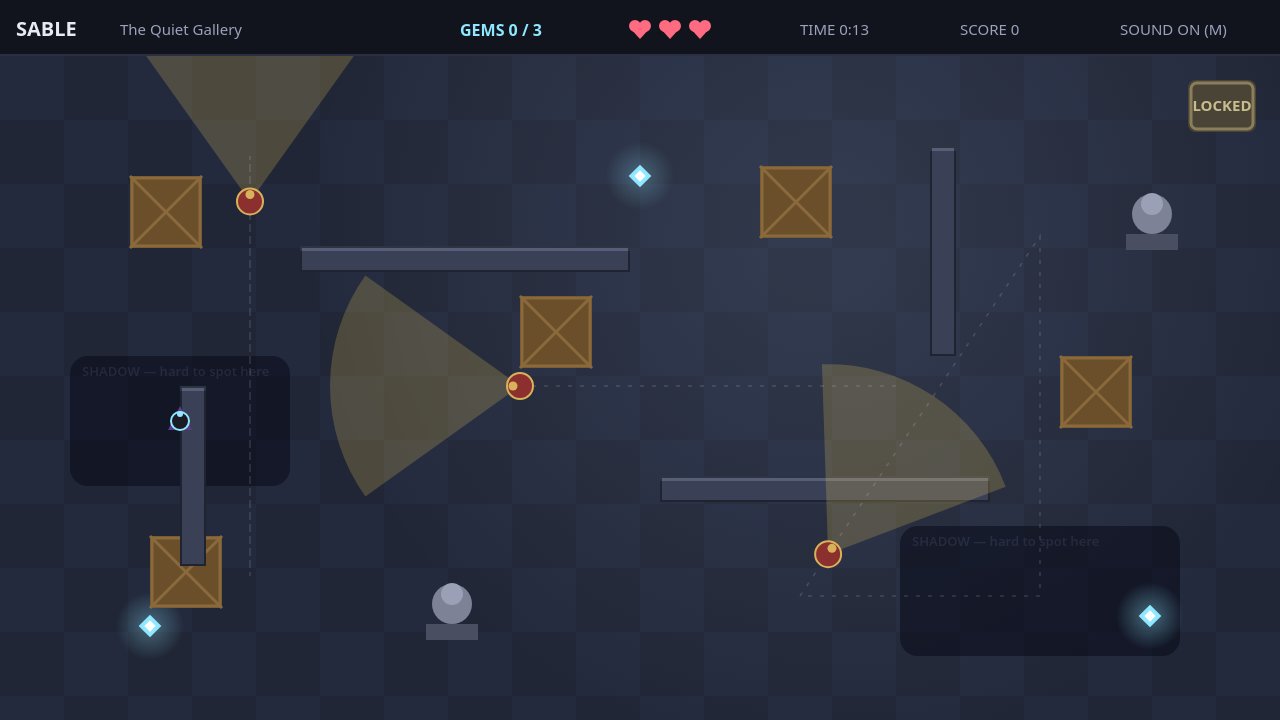 SABLE The Quiet Gallery GEMS 0 / 3 TIME 0:13 SCORE 0 SOUND ON (M)
LOCKED
SHADOW — hard to spot here
SHADOW — hard to spot here